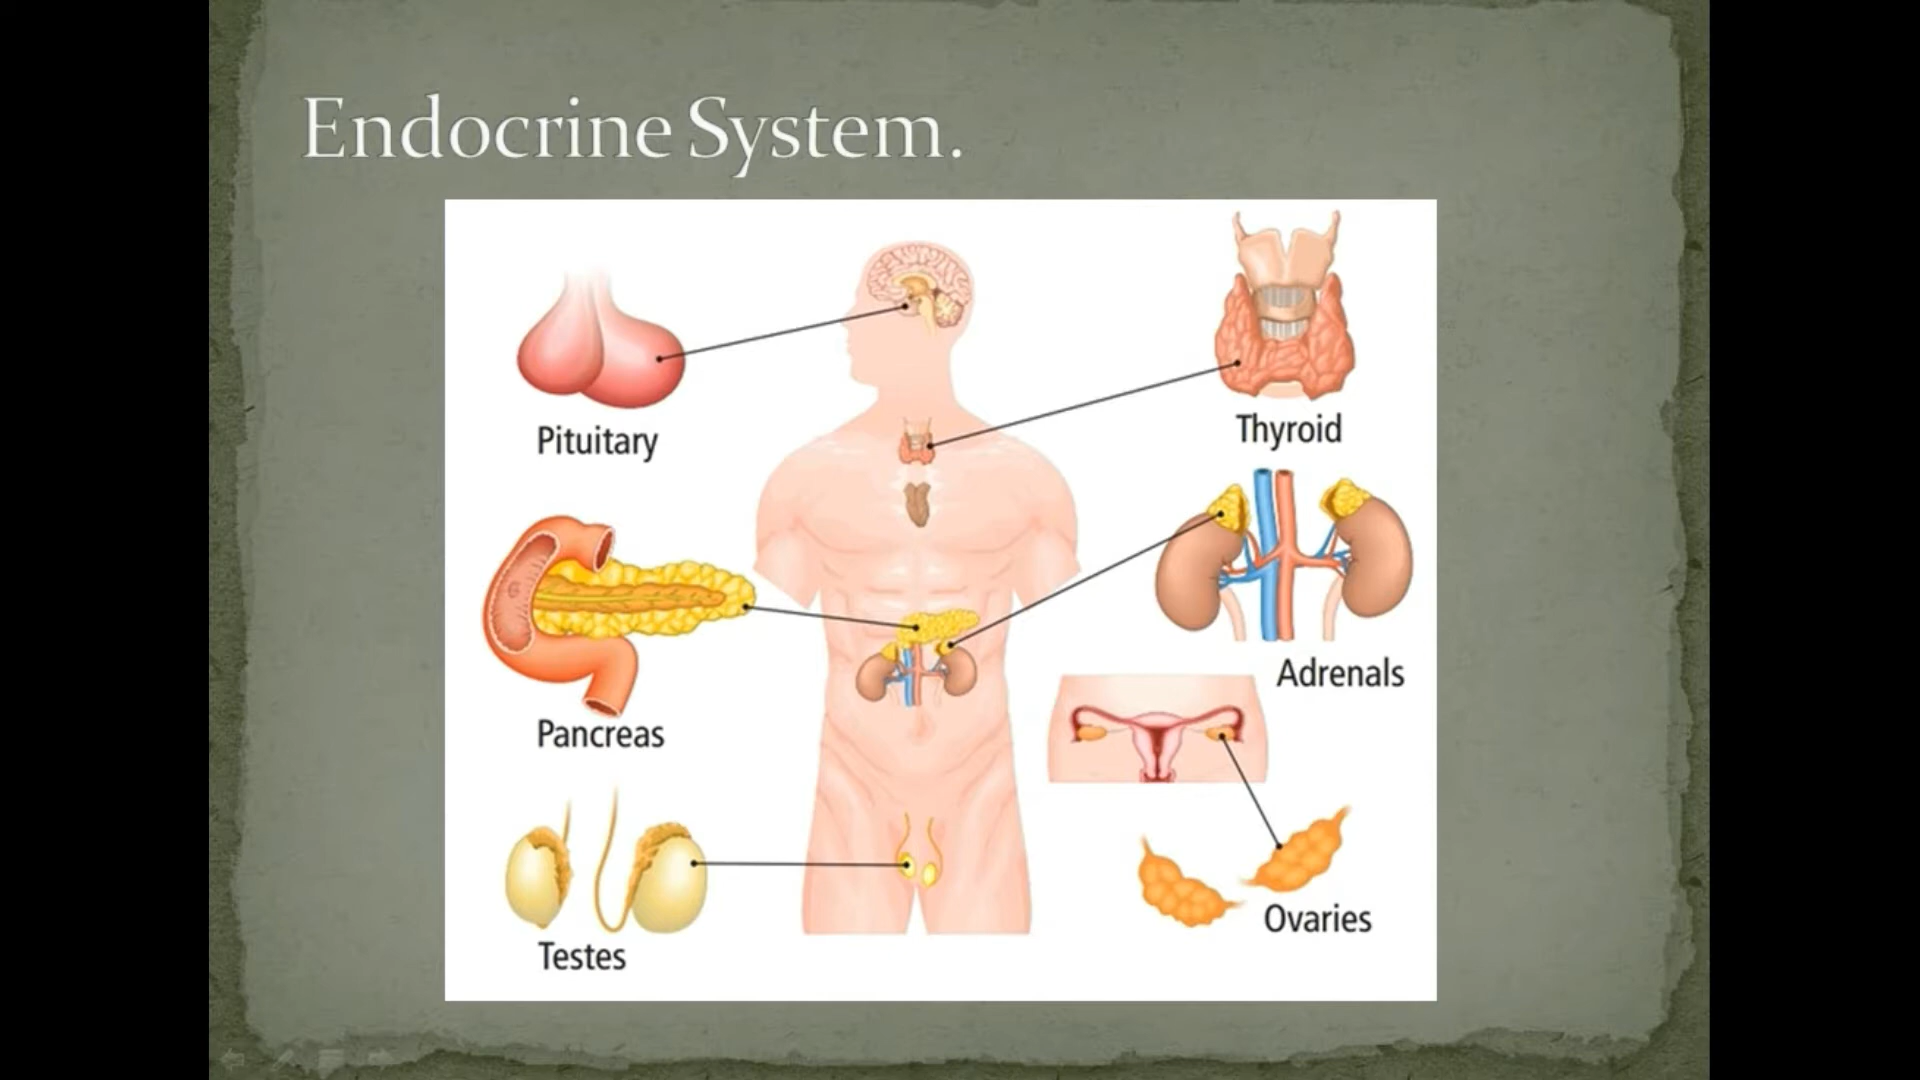 Endocrine System.
Pituitary
Thyroid
Pancreas
Adrenals
Testes
Ovaries